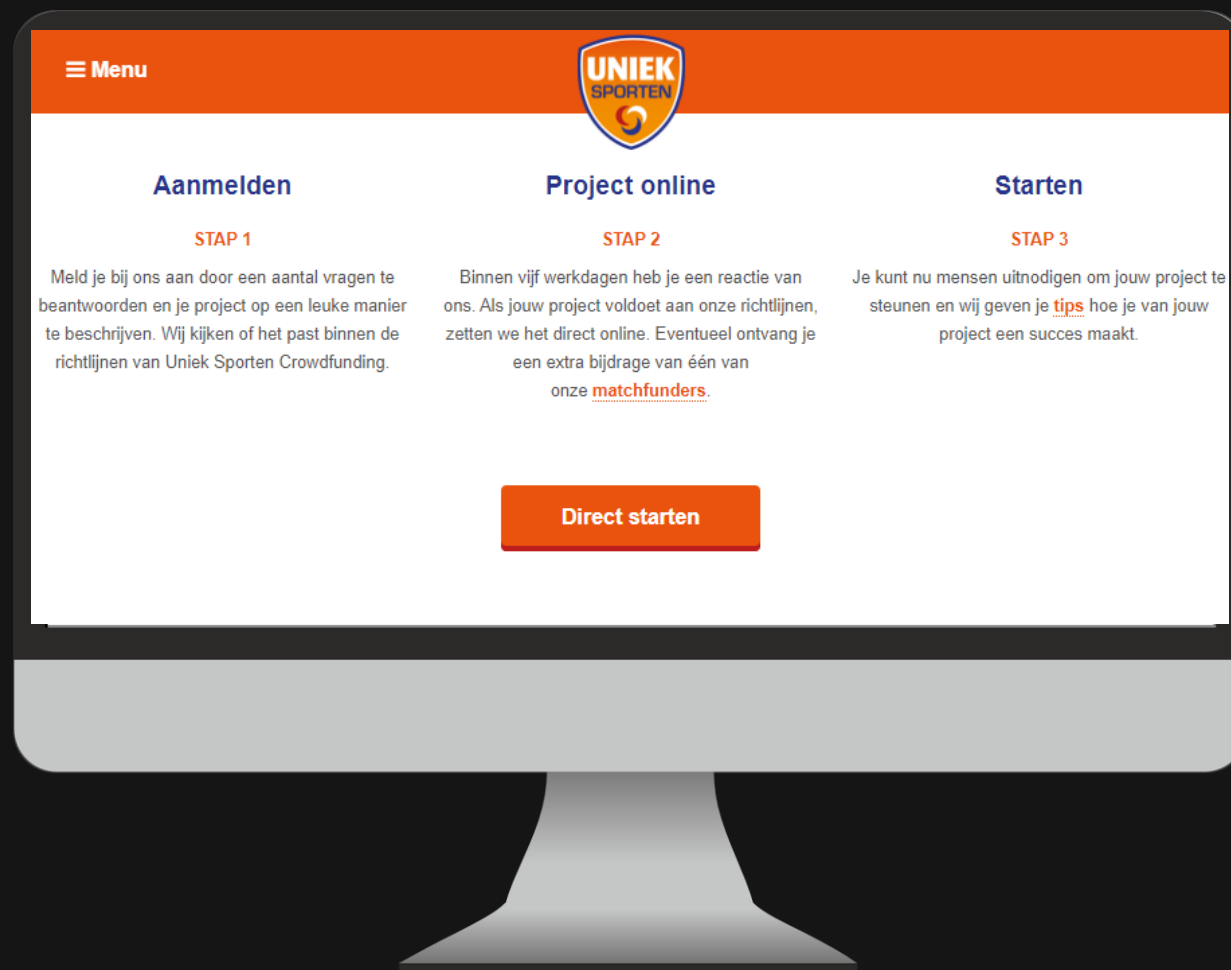 Menu
UNIEK
SPORTEN
Aanmelden
STAP 1
Meld je bij ons aan door een aantal vragen te
beantwoorden en je project op een leuke manier
te beschrijven. Wij kijken of het past binnen de
richtlijnen van Uniek Sporten Crowdfunding.
Project online
STAP 2
Binnen vijf werkdagen heb je een reactie van
ons. Als jouw project voldoet aan onze richtlijnen,
zetten we het direct online. Eventueel ontvang je
een extra bijdrage van één van
onze matchfunders.
Starten
STAP 3
Je kunt nu mensen uitnodigen om jouw project te
steunen en wij geven je tips hoe je van jouw
project een succes maakt.
Direct starten